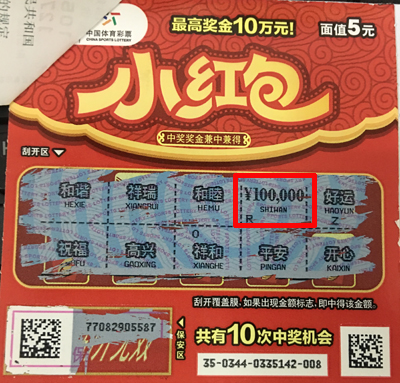 中国体育彩票
CHINA SPORTS LOTTERY
最高奖金10万元!
面值5元
小红包
中奖奖金兼中兼得
刮开区
和谐 祥瑞 和睦 ¥100,000 好运
HEXIE XIANGRUI HEMU SHIWAN HAOYUN
R Z
O
祝福 高兴 祥和 平安 开心
ZHUFU GAOXING XIANGHE PINGAN KAIXIN
刮开覆盖膜,如果出现金额标志,即中得该金额。
77082905587
保安区
共有10次中奖机会
35-0344-0335142-008